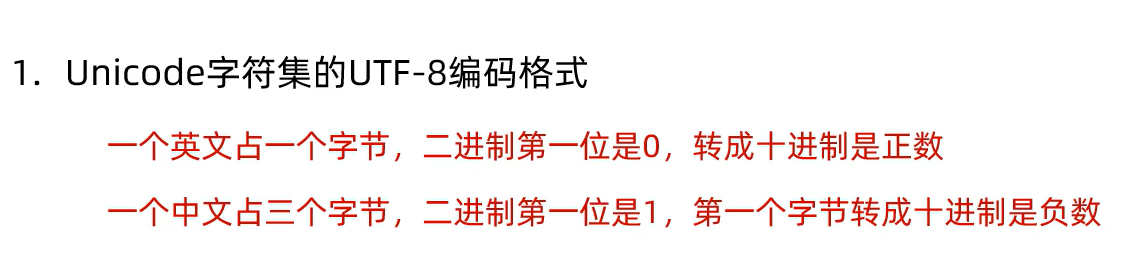 1. Unicode字符集的UTF-8编码格式
一个英文占一个字节，二进制第一位是0，转成十进制是正数
一个中文占三个字节，二进制第一位是1，第一个字节转成十进制是负数